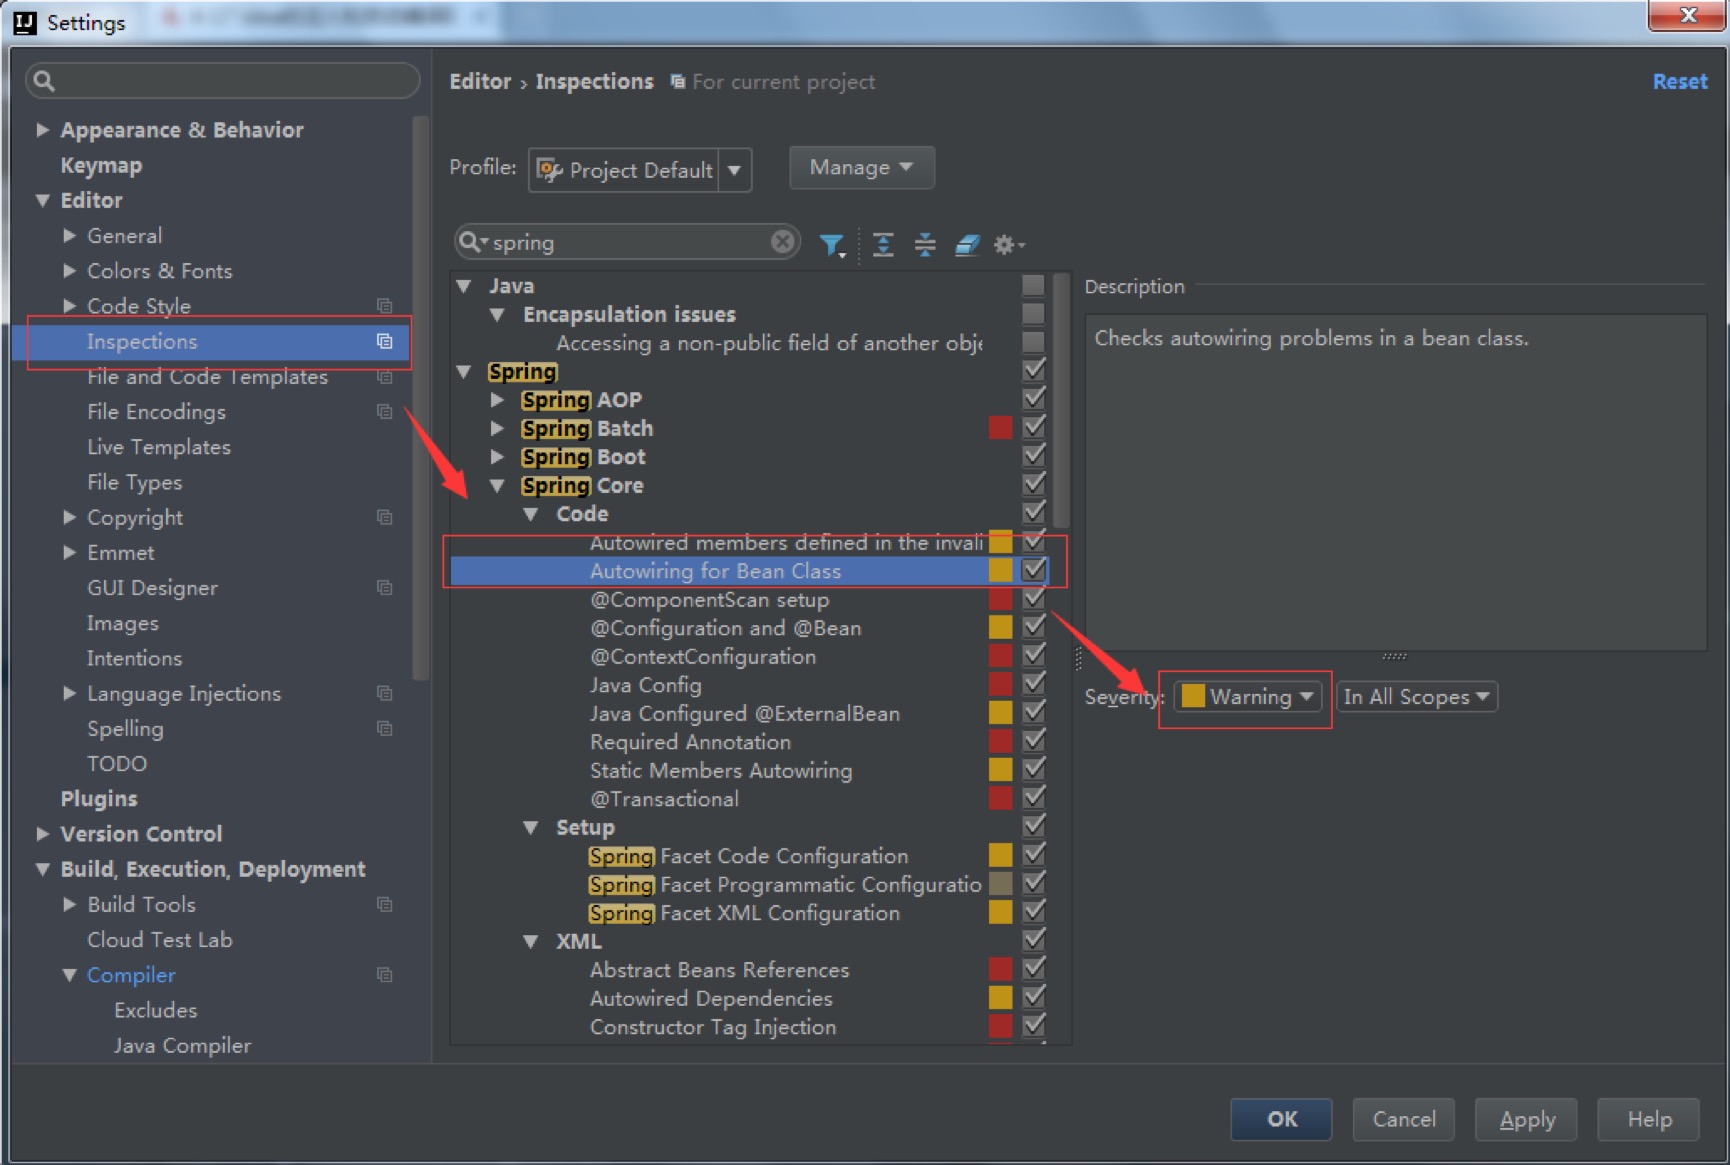 IJ Settings
Appearance & Behavior
Keymap
Editor
General
Colors & Fonts
Code Style
Inspections
File and Code Templates
File Encodings
Live Templates
File Types
Copyright
Emmet
GUI Designer
Images
Intentions
Language Injections
Spelling
TODO
Plugins
Version Control
Build, Execution, Deployment
Build Tools
Cloud Test Lab
Compiler
Excludes
Java Compiler
Editor › Inspections For current project
Reset
Profile: Project Default Manage
spring
Java
Encapsulation issues
Accessing a non-public field of another obje
Spring
Spring AOP
Spring Batch
Spring Boot
Spring Core
Code
Autowired members defined in the invali
Autowiring for Bean Class
@ComponentScan setup
@Configuration and @Bean
@ContextConfiguration
Java Config
Java Configured @ExternalBean
Required Annotation
Static Members Autowiring
@Transactional
Setup
Spring Facet Code Configuration
Spring Facet Programmatic Configuratio
Spring Facet XML Configuration
XML
Abstract Beans References
Autowired Dependencies
Constructor Tag Injection
Description
Checks autowiring problems in a bean class.
Severity: Warning In All Scopes
OK Cancel Apply Help